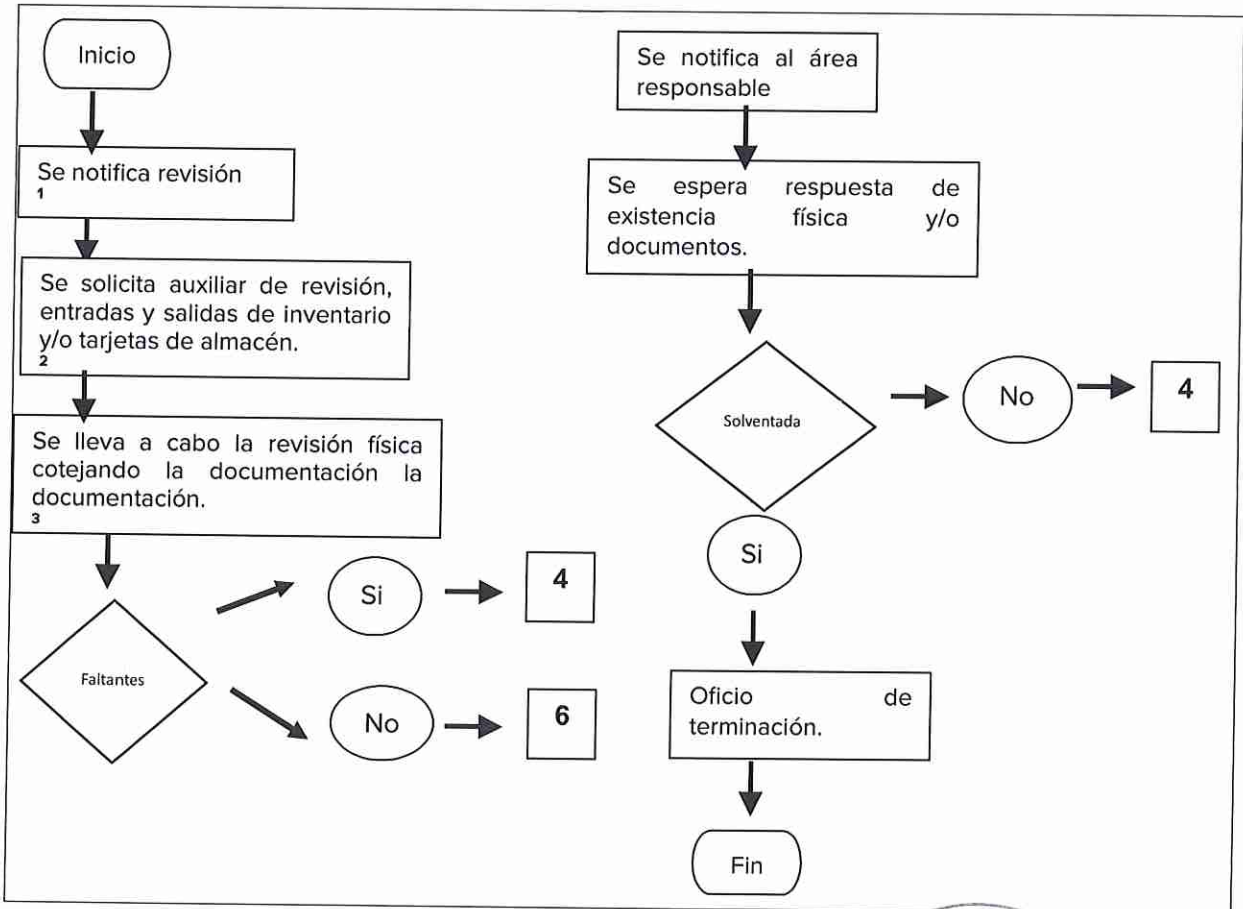 Inicio
Se notifica revisión
1
Se solicita auxiliar de revisión,
entradas y salidas de inventario
y/o tarjetas de almacén.
2
Se lleva a cabo la revisión física
cotejando la documentación la
documentación.
3
Faltantes
Si
4
No
6
Se notifica al área
responsable
Se espera respuesta de
existencia física y/o
documentos.
Solventada
No
4
Si
Oficio de
terminación.
Fin